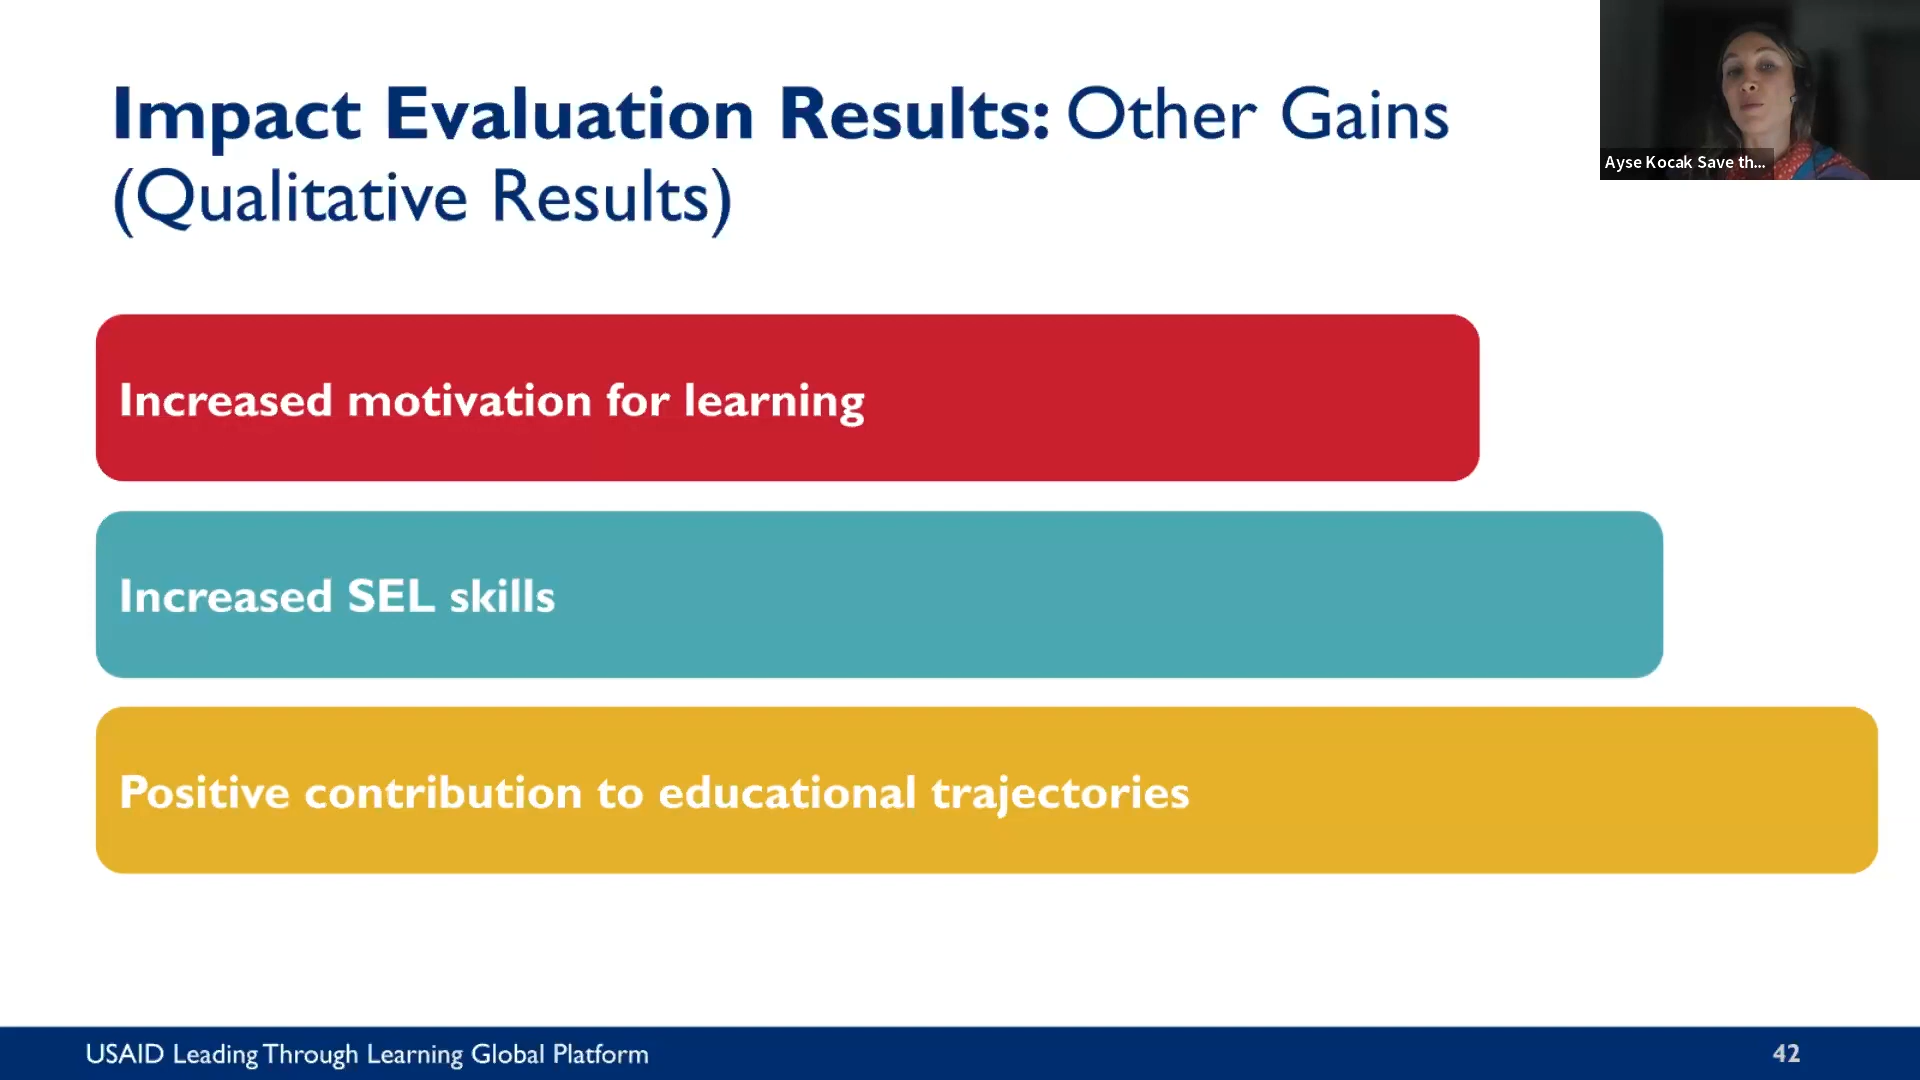 Impact Evaluation Results: Other Gains
(Qualitative Results)
Ayse Kocak Save th...
Increased motivation for learning
Increased SEL skills
Positive contribution to educational trajectories
USAID Leading Through Learning Global Platform
42